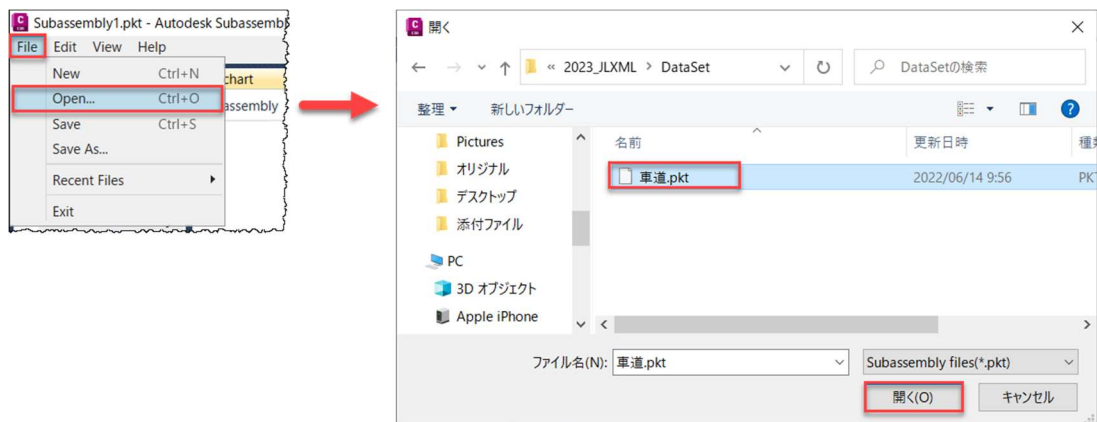 Subassembly1.pkt - Autodesk Subassemb
File Edit View Help
New Ctrl+N
Open... Ctrl+O
Save Ctrl+S
Save As...
Recent Files
Exit
chart
assembly
開く
« 2023_JLXML > DataSet
DataSetの検索
整理 新しいフォルダー
Pictures
オリジナル
デスクトップ
添付ファイル
PC
3D オブジェクト
Apple iPhone
名前 更新日時 種
車道.pkt 2022/06/14 9:56 PK
ファイル名(N): 車道.pkt Subassembly files(*.pkt)
開く(O) キャンセル